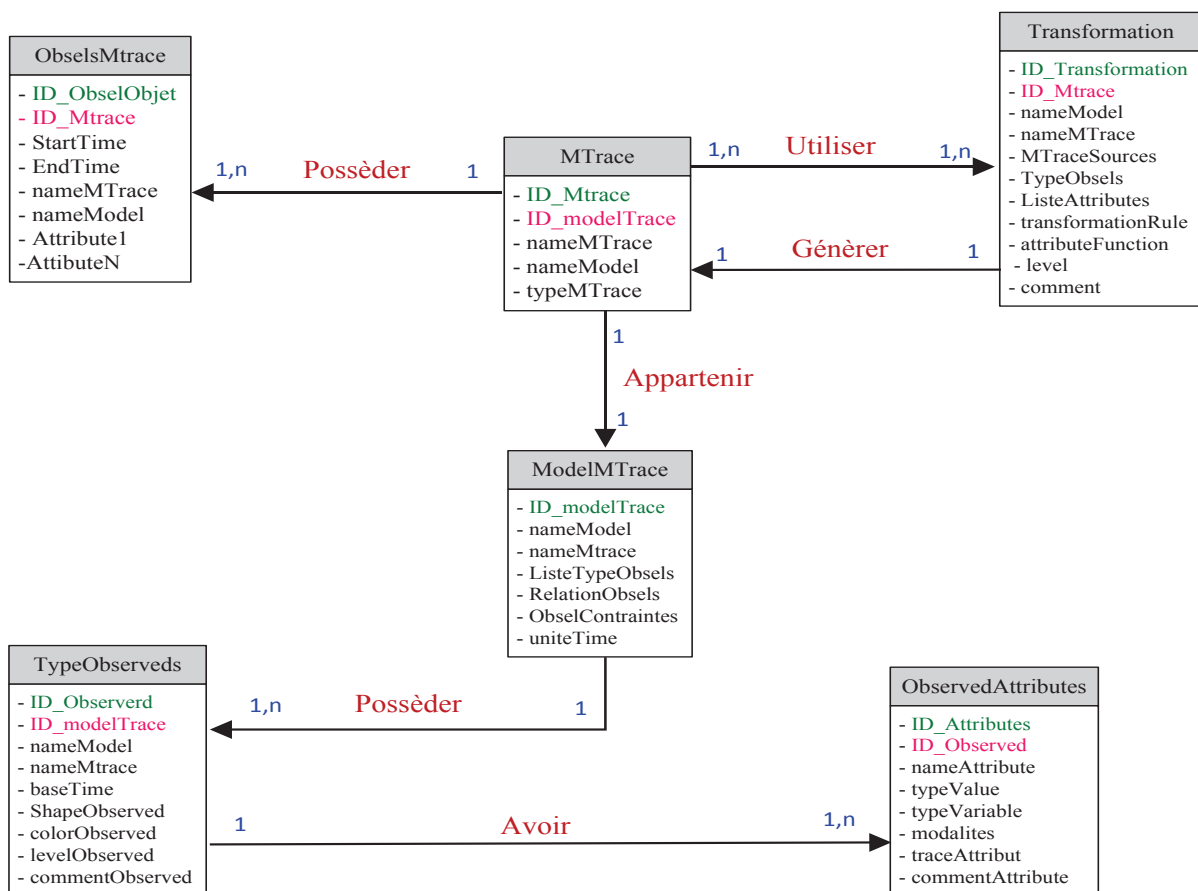 ObselsMtrace
- ID_ObselObjet
- ID_Mtrace
- StartTime
- EndTime
- nameMTrace
- nameModel
- Attribute1
-AttibuteN
1,n
Possèder
1
MTrace
- ID_Mtrace
- ID_modelTrace
- nameMTrace
- nameModel
- typeMTrace
1,n
Utiliser
1,n
1
Génèrer
1
Transformation
- ID_Transformation
- ID_Mtrace
- nameModel
- nameMTrace
- MTraceSources
- TypeObsels
- ListeAttributes
- transformationRule
- attributeFunction
- level
- comment
1
Appartenir
1
ModelMTrace
- ID_modelTrace
- nameModel
- nameMtrace
- ListeTypeObsels
- RelationObsels
- ObselContraintes
- uniteTime
1,n
Possèder
1
TypeObserveds
- ID_Observerd
- ID_modelTrace
- nameModel
- nameMtrace
- baseTime
- ShapeObserved
- colorObserved
- levelObserved
- commentObserved
1
Avoir
1,n
ObservedAttributes
- ID_Attributes
- ID_Observed
- nameAttribute
- typeValue
- typeVariable
- modalites
- traceAttribut
- commentAttribute